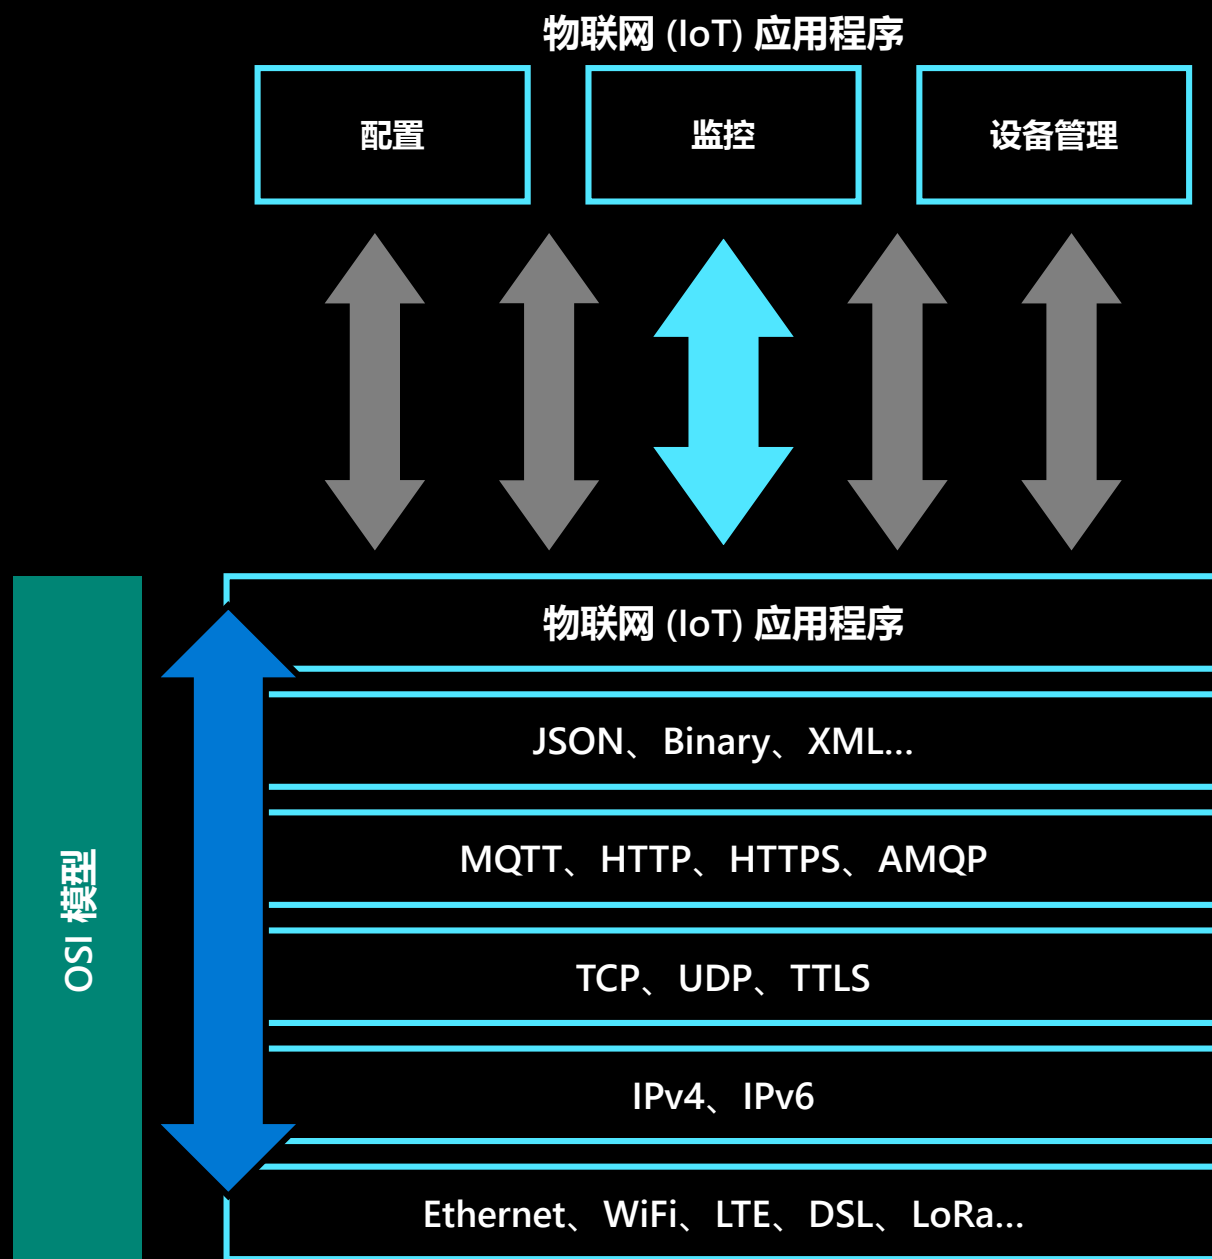 物联网 (IoT) 应用程序
配置
监控
设备管理
物联网 (IoT) 应用程序
JSON、Binary、XML...
MQTT、HTTP、HTTPS、AMQP
TCP、UDP、TTLS
IPv4、IPv6
Ethernet、WiFi、LTE、DSL、LoRa...
OSI 模型